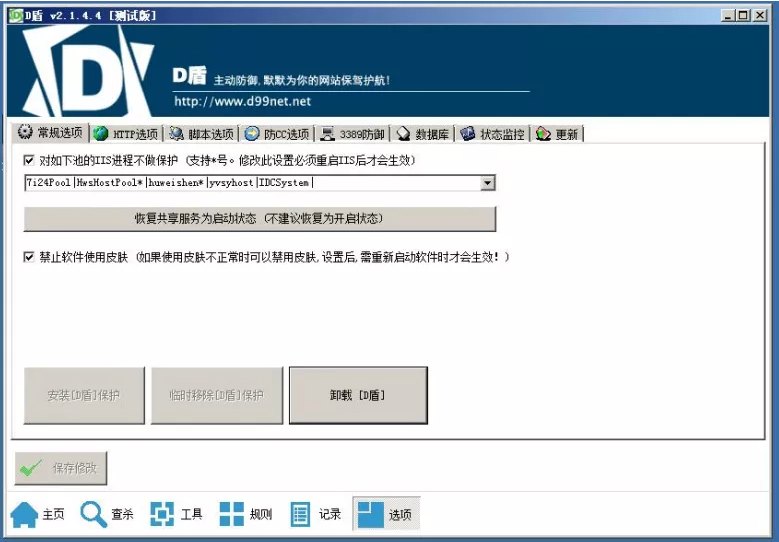 D盾 v2.1.4.4 [测试版]
D盾 主动防御,默默为你的网站保驾护航!
http://www.d99net.net
常规选项 HTTP选项 脚本选项 防CC选项 3389防御 数据库 状态监控 更新
对如下池的IIS进程不做保护 (支持*号。修改此设置必须重启IIS后才会生效)
7i24Pool|HwsHostPool*|huweishen*|yvsyhost|IDCSystem|
恢复共享服务为启动状态 (不建议恢复为开启状态)
禁止软件使用皮肤 (如果使用皮肤不正常时可以禁用皮肤,设置后,需重新启动软件时才会生效! )
安装[D盾]保护 临时移除[D盾]保护 卸载 [D盾]
保存修改
主页 查杀 工具 规则 记录 选项